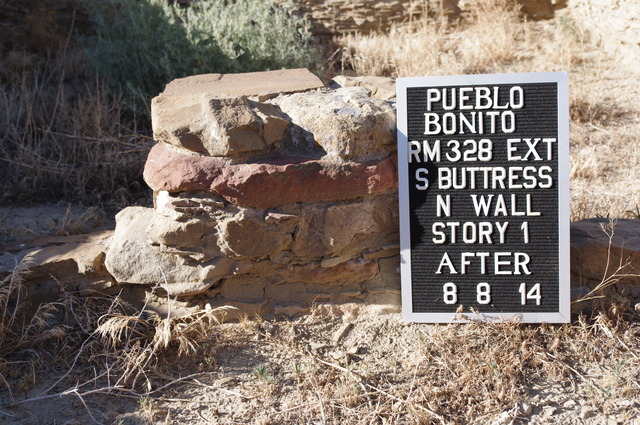 PUEBLO
BONITO
RM 328 EXT
S BUTTRESS
N WALL
STORY 1
AFTER
8 8 14